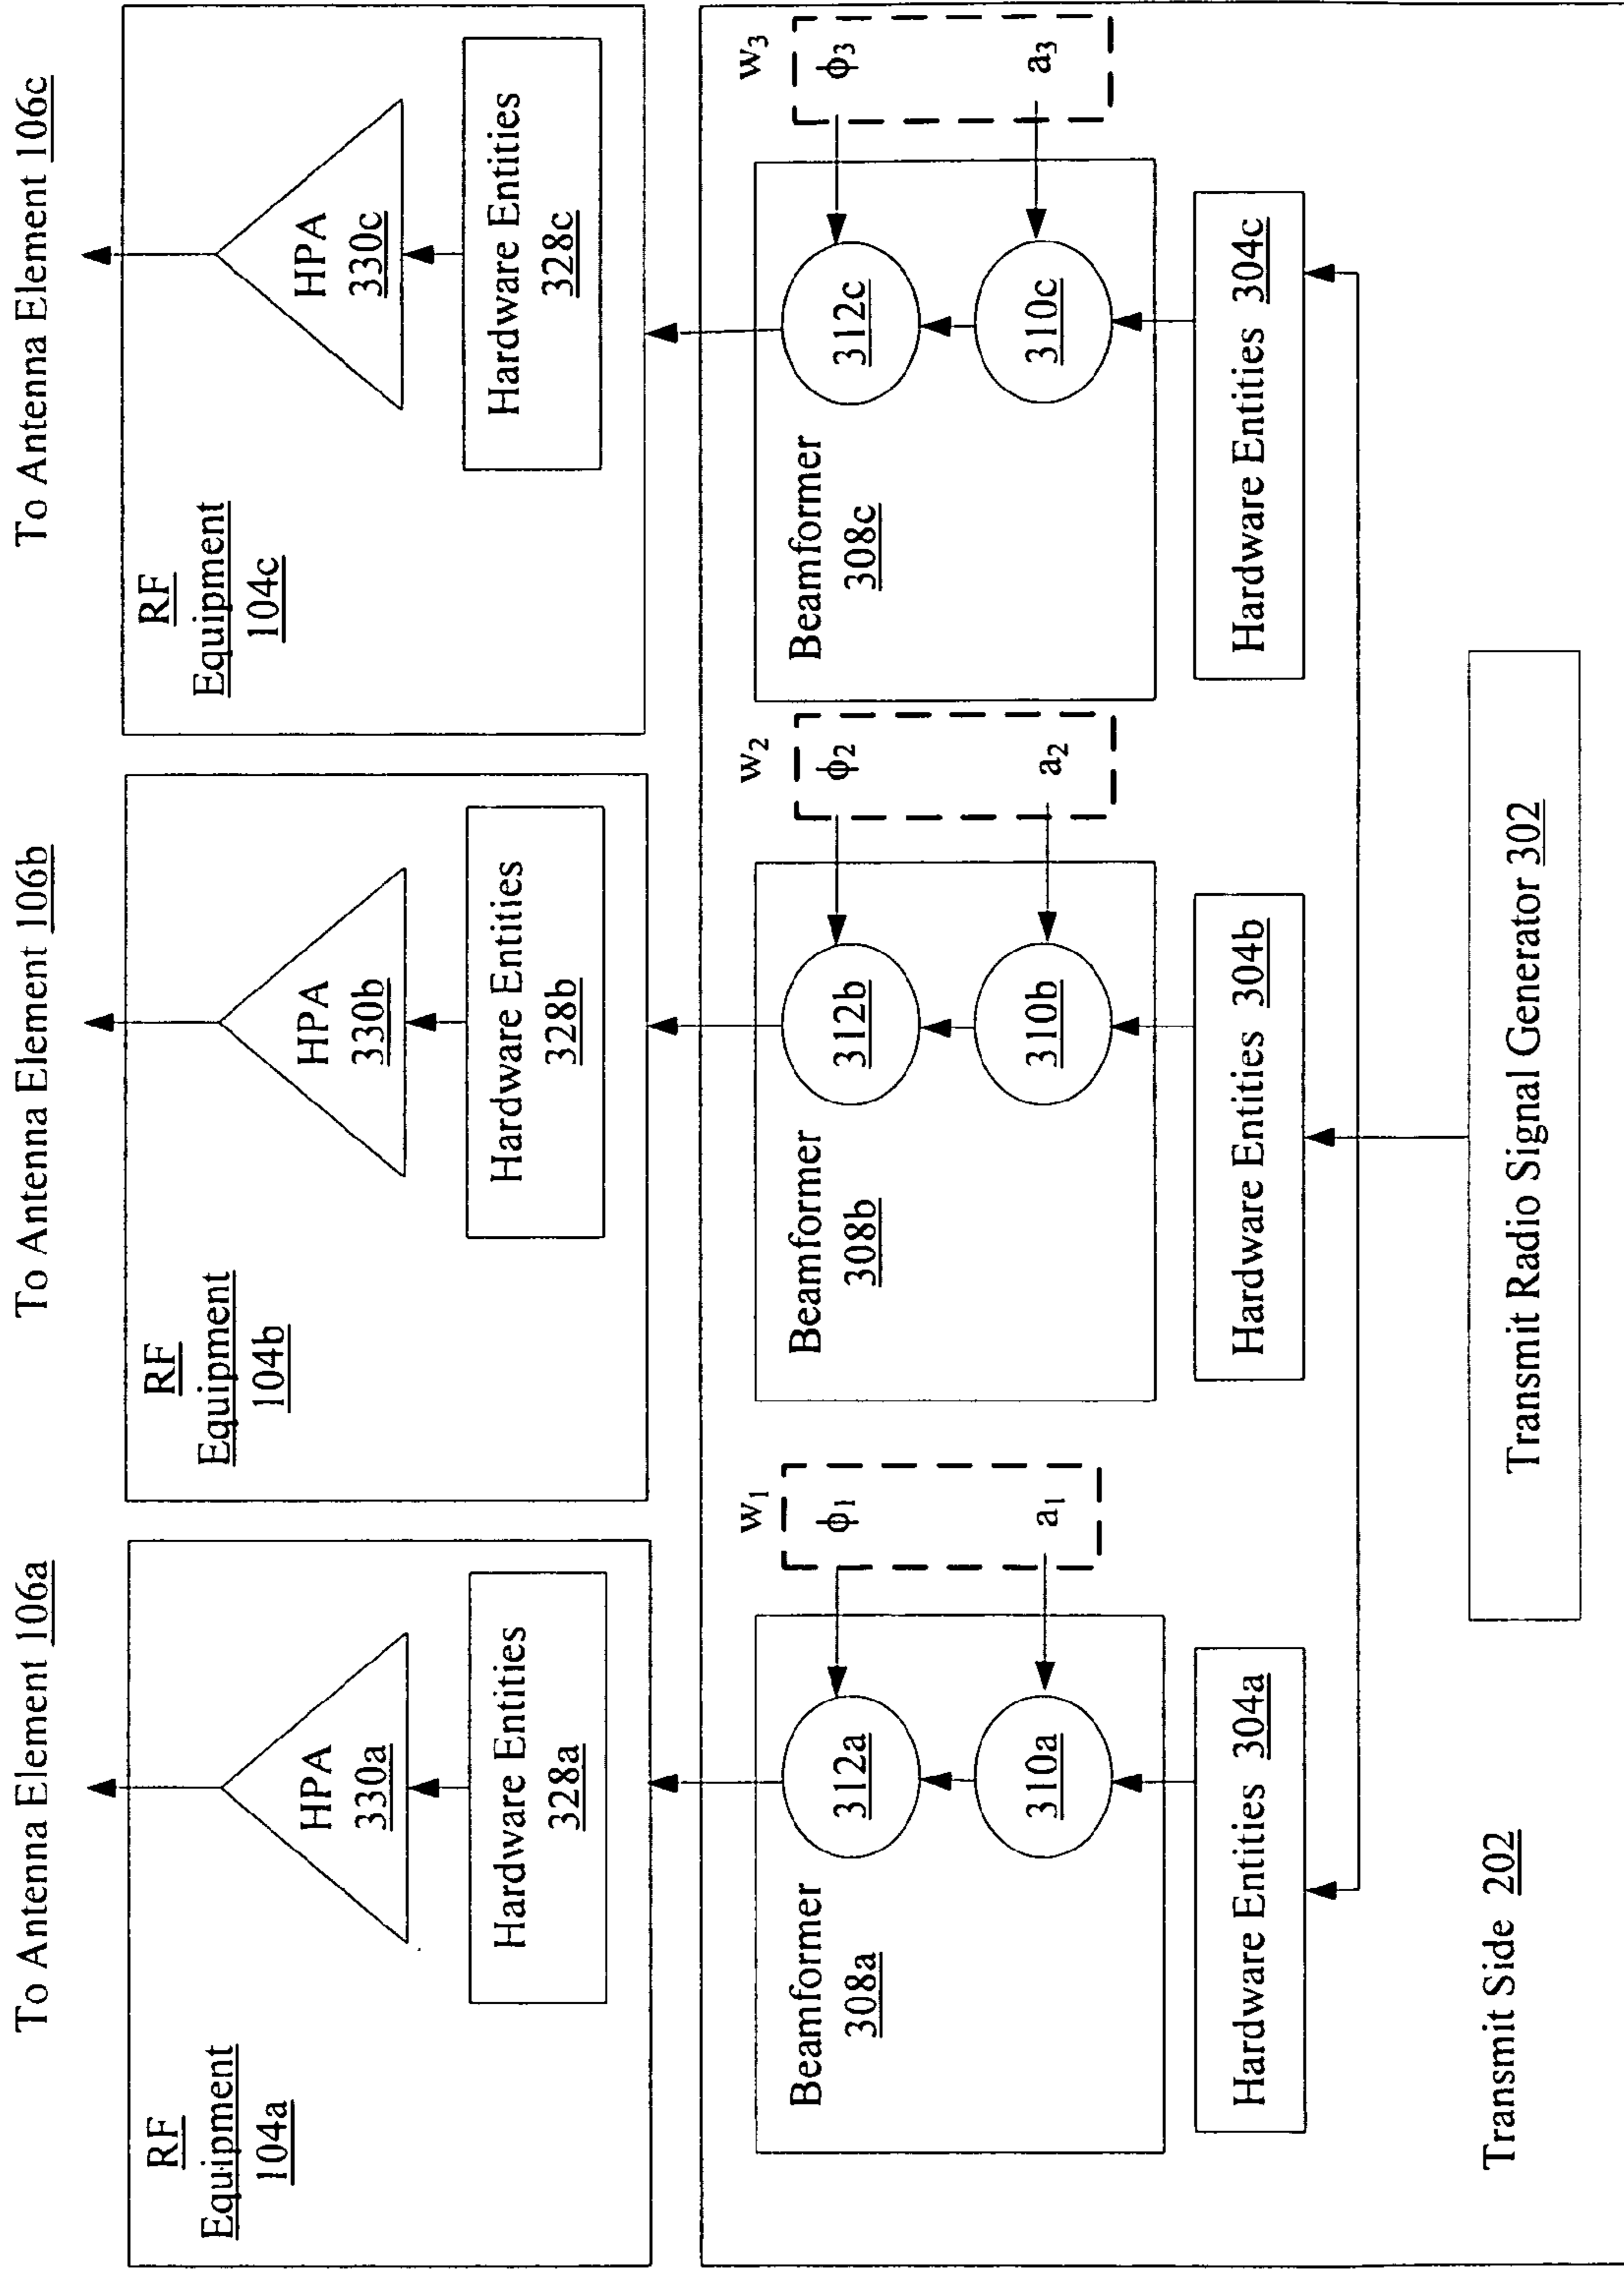 To Antenna Element 106a
To Antenna Element 106b
To Antenna Element 106c
RF
Equipment
104a
HPA
330a
Hardware Entities
328a
RF
Equipment
104b
HPA
330b
Hardware Entities
328b
RF
Equipment
104c
HPA
330c
Hardware Entities
328c
Beamformer
308a
312a
310a
w1
ϕ1
a1
Beamformer
308b
312b
310b
w2
ϕ2
a2
Beamformer
308c
312c
310c
w3
ϕ3
a3
Hardware Entities 304a
Hardware Entities 304b
Hardware Entities 304c
Transmit Side 202
Transmit Radio Signal Generator 302